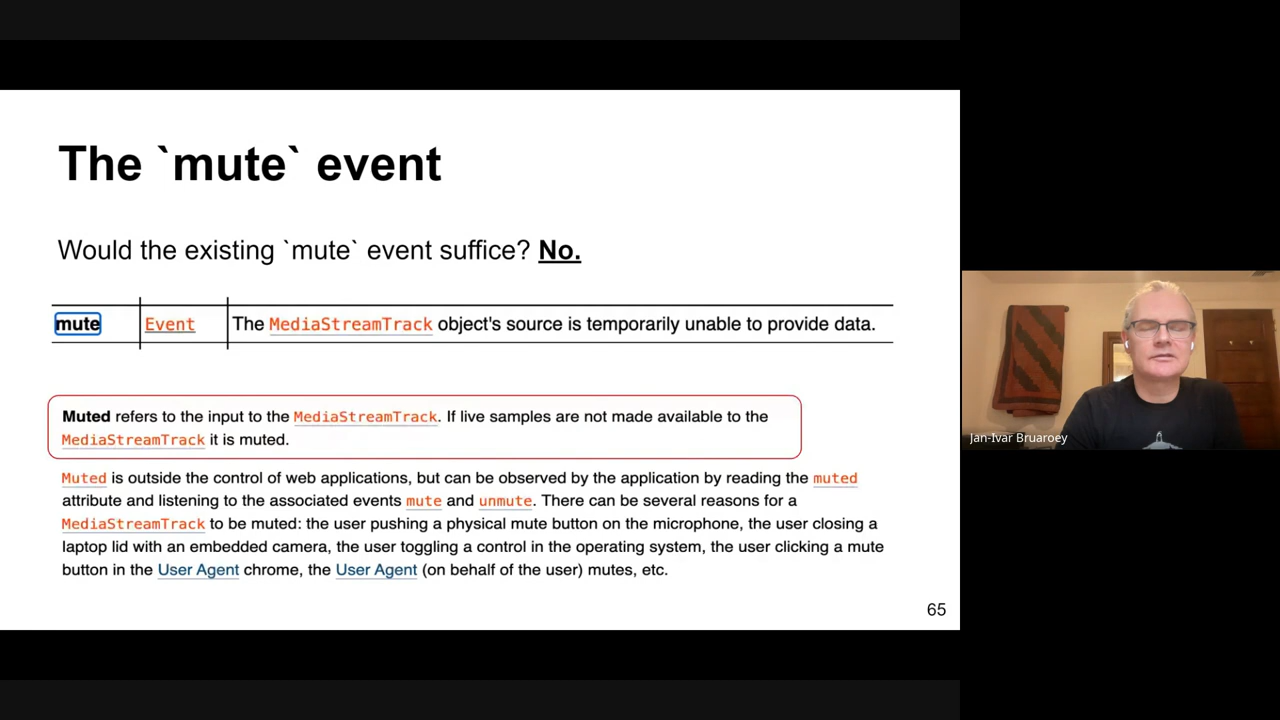 The `mute` event
Would the existing `mute` event suffice? No.
mute Event The MediaStreamTrack object's source is temporarily unable to provide data.
Muted refers to the input to the MediaStreamTrack. If live samples are not made available to the
MediaStreamTrack it is muted.
Muted is outside the control of web applications, but can be observed by the application by reading the muted
attribute and listening to the associated events mute and unmute. There can be several reasons for a
MediaStreamTrack to be muted: the user pushing a physical mute button on the microphone, the user closing a
laptop lid with an embedded camera, the user toggling a control in the operating system, the user clicking a mute
button in the User Agent chrome, the User Agent (on behalf of the user) mutes, etc.
65
Jan-Ivar Bruaroey